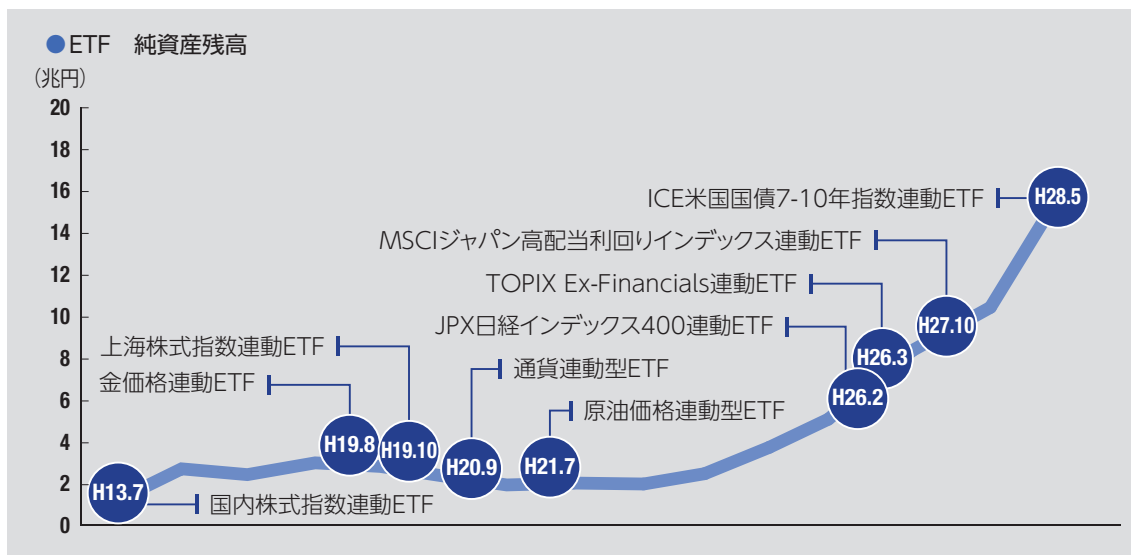 ETF 純資産残高
（兆円）
20
18
16
14
12
10
8
6
4
2
0
ICE米国国債7-10年指数連動ETF
H28.5
MSCIジャパン高配当利回りインデックス連動ETF
H27.10
TOPIX Ex-Financials連動ETF
H26.3
JPX日経インデックス400連動ETF
H26.2
上海株式指数連動ETF
H19.10
金価格連動ETF
H19.8
通貨連動型ETF
H20.9
原油価格連動型ETF
H21.7
H13.7
国内株式指数連動ETF